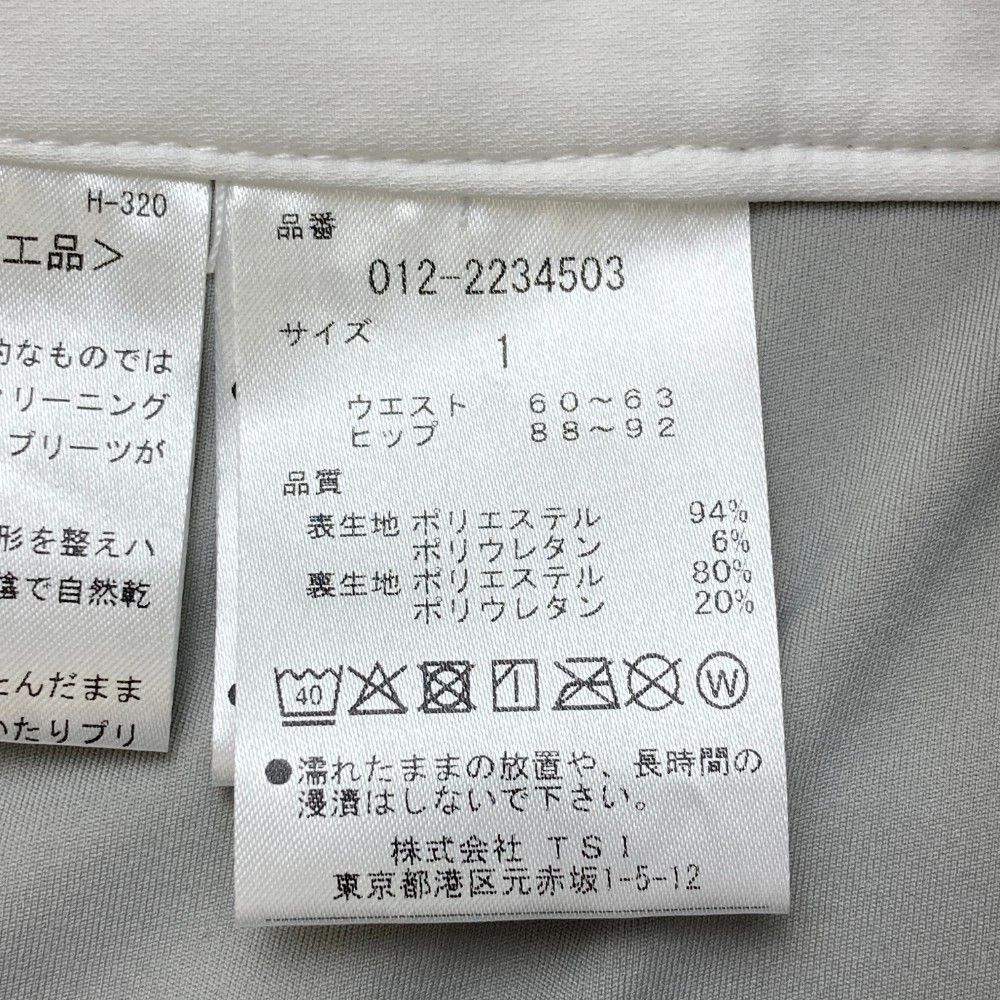 H-320
工品＞
的なものでは
クリーニング
プリーツが
形を整えハ
陰で自然乾
とんだまま
いたりプリ
品番
012-2234503
サイズ
1
ウエスト 60～63
ヒップ 88～92
品質
表生地 ポリエステル 94%
ポリウレタン 6%
裏生地 ポリエステル 80%
ポリウレタン 20%
40
W
●濡れたままの放置や、長時間の
浸漬はしないで下さい。
株式会社 TSI
東京都港区元赤坂1-5-12